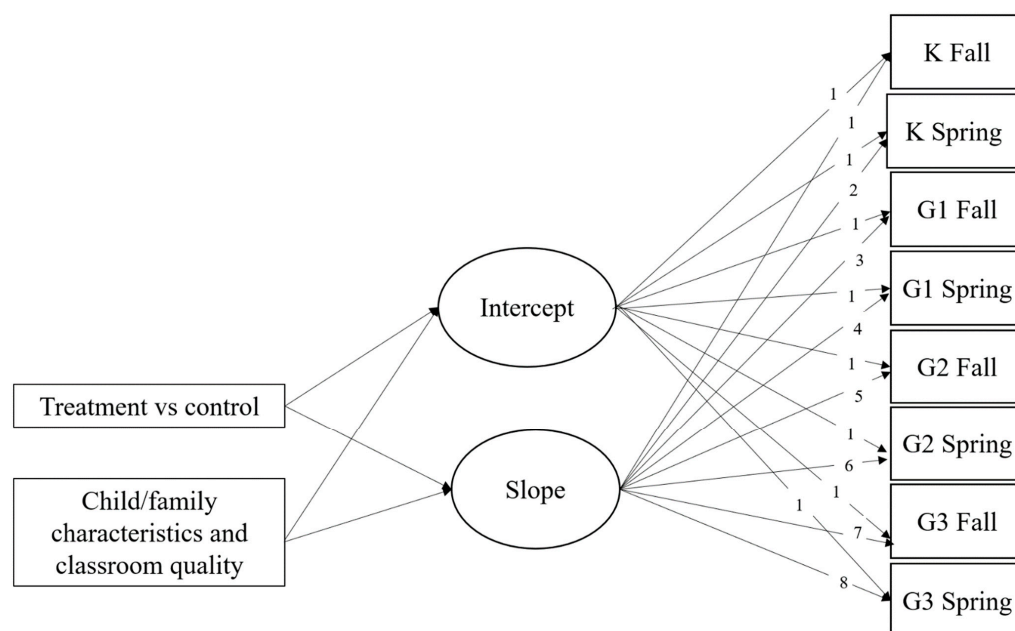 K Fall
1
1
K Spring
1
2
G1 Fall
1
3
G1 Spring
Intercept
1
4
G2 Fall
1
5
Treatment vs control
G2 Spring
1
6
Slope
1
1
G3 Fall
Child/family
characteristics and
classroom quality
7
8
G3 Spring